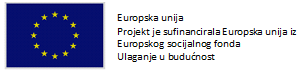 Europska unija
Projekt je sufinancirala Europska unija iz
Europskog socijalnog fonda
Ulaganje u budućnost